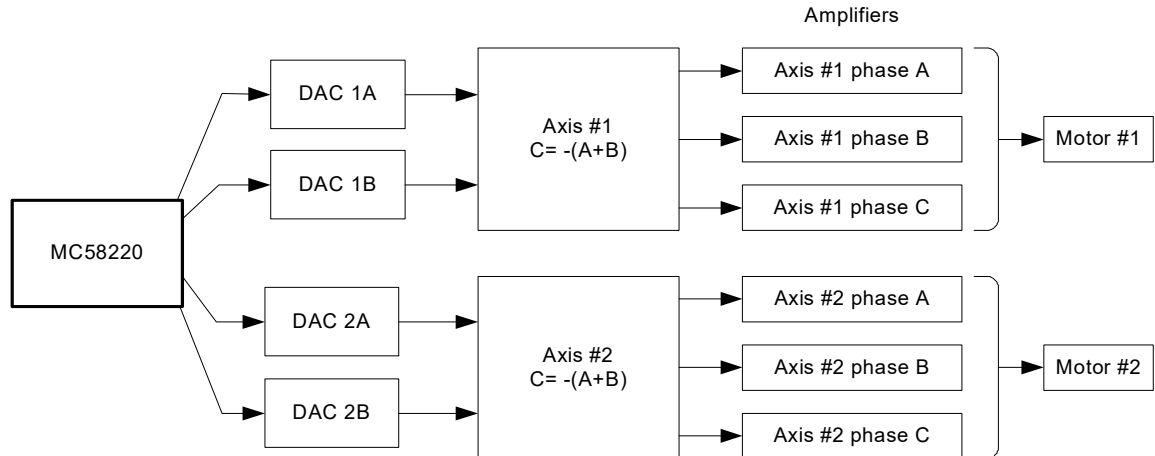 Amplifiers
DAC 1A
Axis #1 phase A
Axis #1
C= -(A+B)
Axis #1 phase B
Motor #1
DAC 1B
Axis #1 phase C
MC58220
DAC 2A
Axis #2 phase A
Axis #2
C= -(A+B)
Axis #2 phase B
Motor #2
DAC 2B
Axis #2 phase C